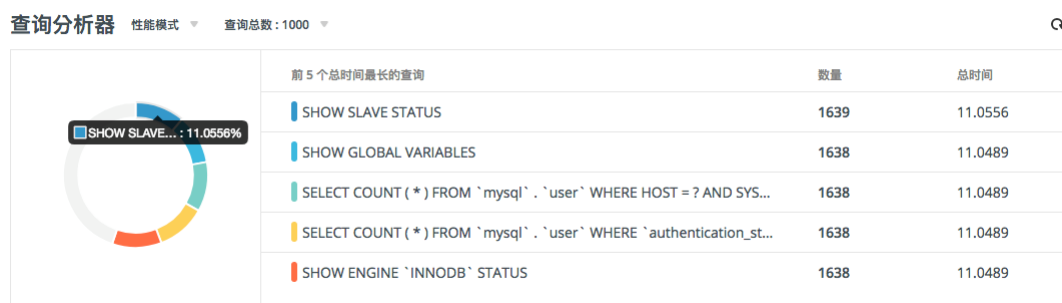 查询分析器 性能模式 查询总数 : 1000
前 5 个总时间最长的查询 数量 总时间
SHOW SLAVE STATUS 1639 11.0556
SHOW SLAVE... : 11.0556%
SHOW GLOBAL VARIABLES 1638 11.0489
SELECT COUNT ( * ) FROM `mysql` . `user` WHERE HOST = ? AND SYS... 1638 11.0489
SELECT COUNT ( * ) FROM `mysql` . `user` WHERE `authentication_st... 1638 11.0489
SHOW ENGINE `INNODB` STATUS 1638 11.0489